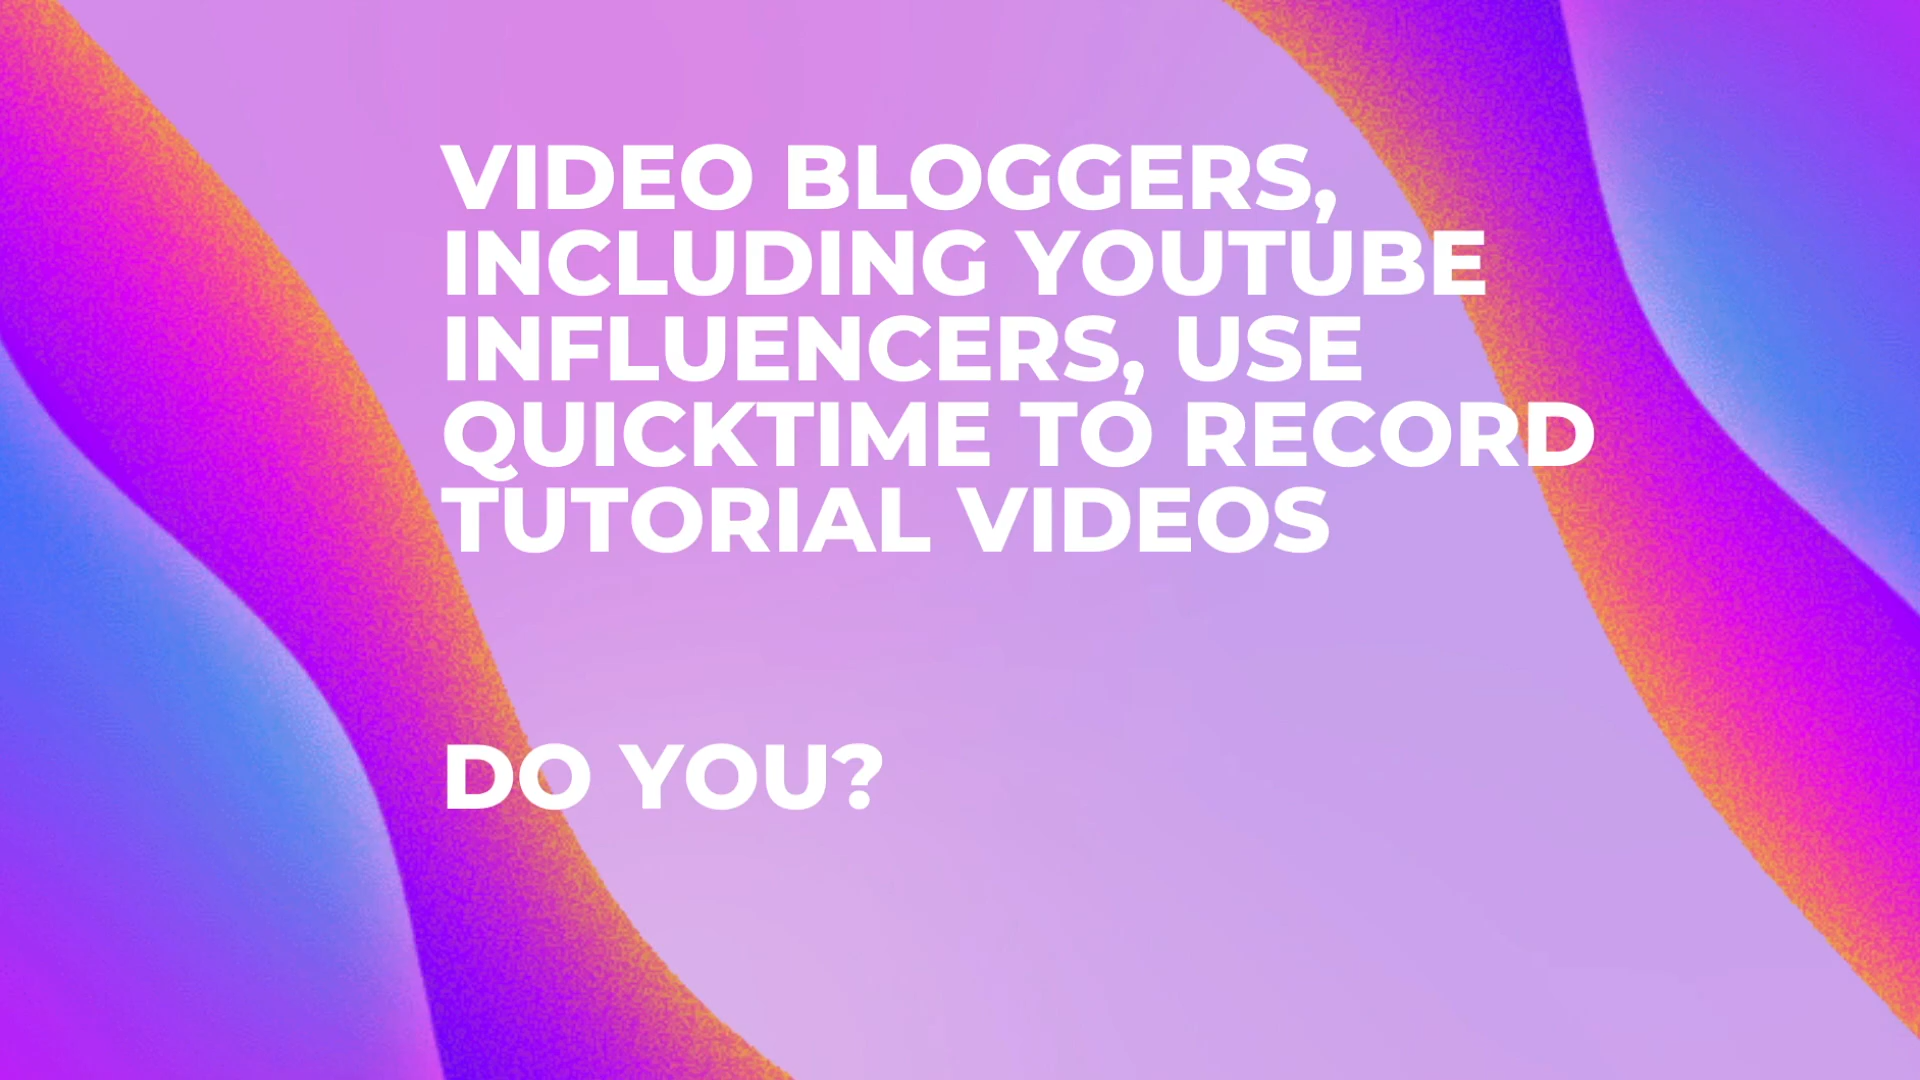 VIDEO BLOGGERS,
INCLUDING YOUTUBE
INFLUENCERS, USE
QUICKTIME TO RECORD
TUTORIAL VIDEOS
DO YOU?